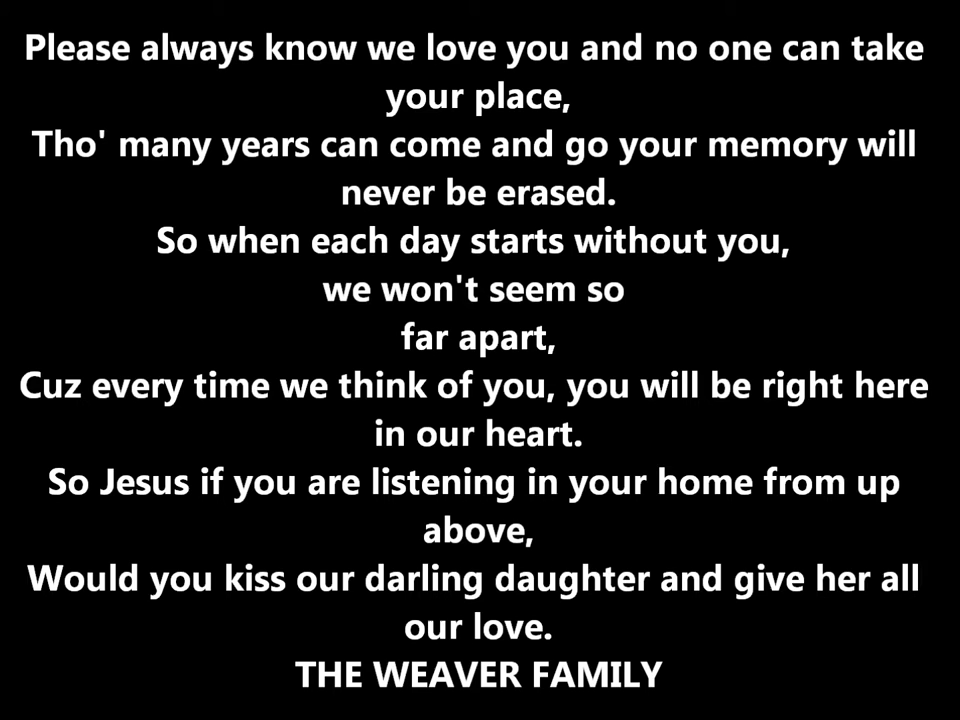 Please always know we love you and no one can take
your place,
Tho' many years can come and go your memory will
never be erased.
So when each day starts without you,
we won't seem so
far apart,
Cuz every time we think of you, you will be right here
in our heart.
So Jesus if you are listening in your home from up
above,
Would you kiss our darling daughter and give her all
our love.
THE WEAVER FAMILY